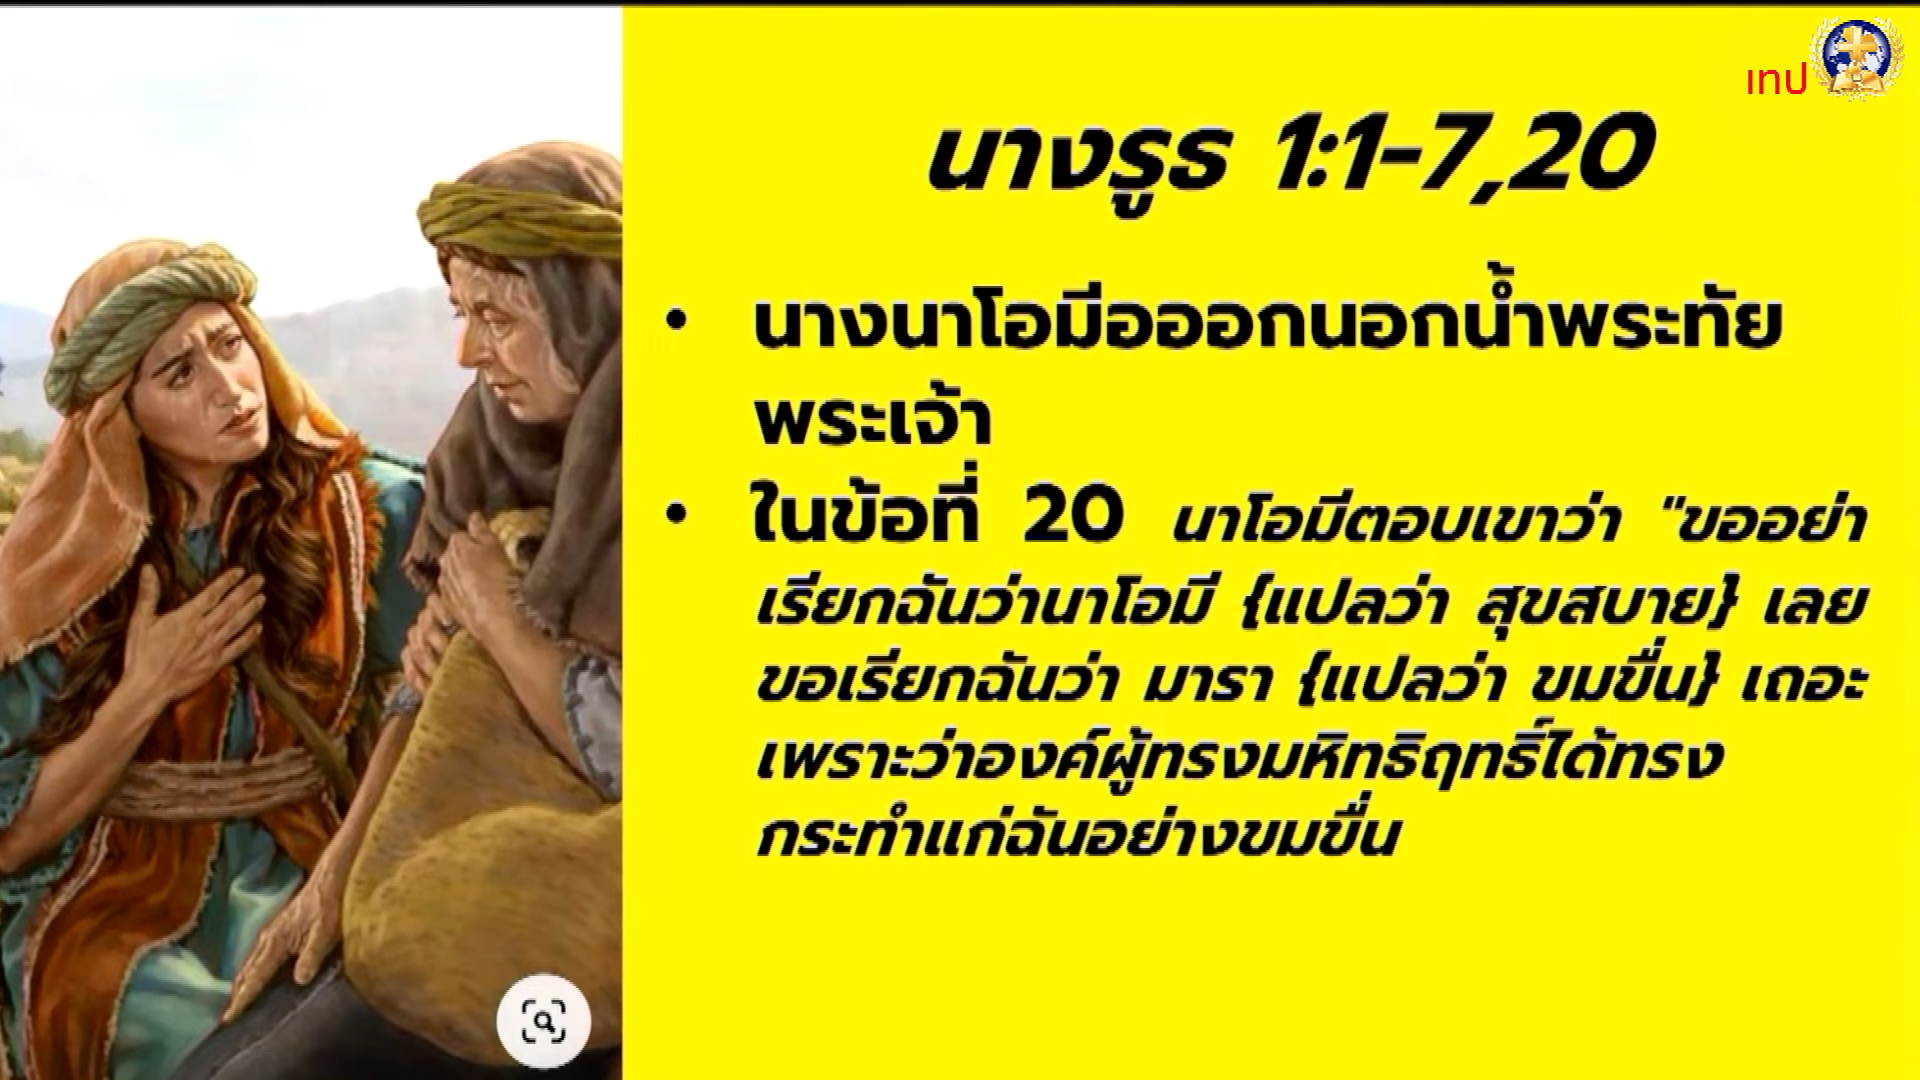 เทป
นางรูธ 1:1-7,20
• นางนาโอมีอออกนอกน้ำพระทัย
พระเจ้า
• ในข้อที่ 20 นาโอมีตอบเขาว่า "ขออย่า
เรียกฉันว่านาโอมี {แปลว่า สุขสบาย} เลย
ขอเรียกฉันว่า มารา {แปลว่า ขมขื่น} เถอะ
เพราะว่าองค์ผู้ทรงมหิทธิฤทธิ์ได้ทรง
กระทำแก่ฉันอย่างขมขื่น